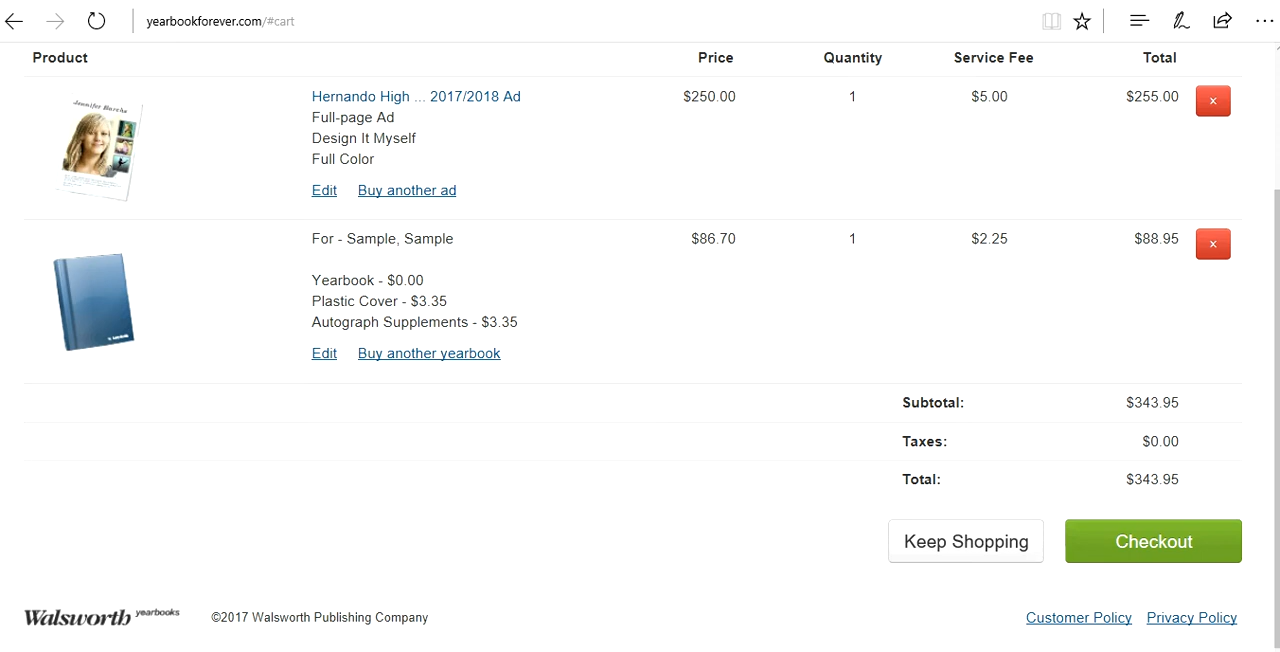 yearbookforever.com/#cart
Product Price Quantity Service Fee Total
Hernando High ... 2017/2018 Ad $250.00 1 $5.00 $255.00 x
Full-page Ad
Design It Myself
Full Color
Edit Buy another ad
For - Sample, Sample $86.70 1 $2.25 $88.95 x
Yearbook - $0.00
Plastic Cover - $3.35
Autograph Supplements - $3.35
Edit Buy another yearbook
Subtotal: $343.95
Taxes: $0.00
Total: $343.95
Keep Shopping Checkout
Walsworth yearbooks ©2017 Walsworth Publishing Company Customer Policy Privacy Policy